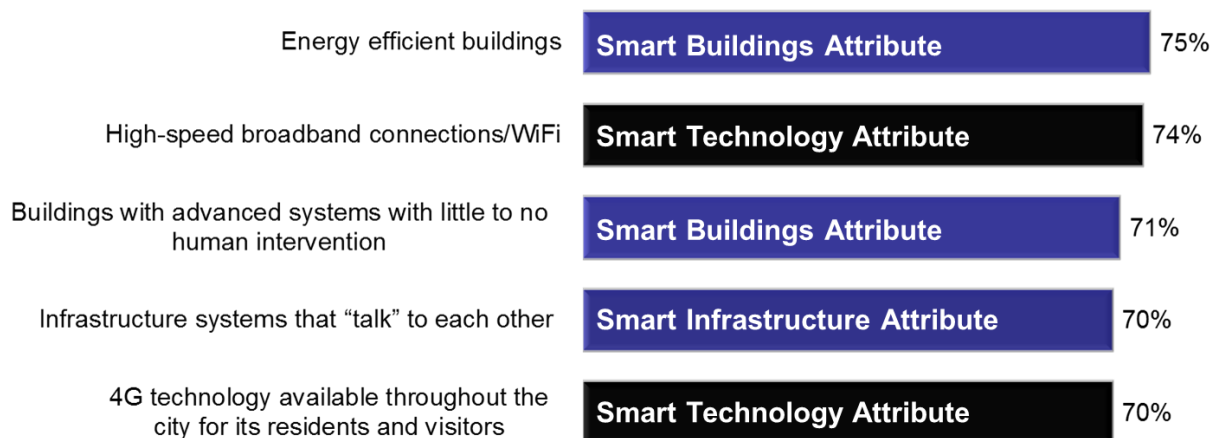 Energy efficient buildings
Smart Buildings Attribute
75%
High-speed broadband connections/WiFi
Smart Technology Attribute
74%
Buildings with advanced systems with little to no
human intervention
Smart Buildings Attribute
71%
Infrastructure systems that “talk” to each other
Smart Infrastructure Attribute
70%
4G technology available throughout the
city for its residents and visitors
Smart Technology Attribute
70%